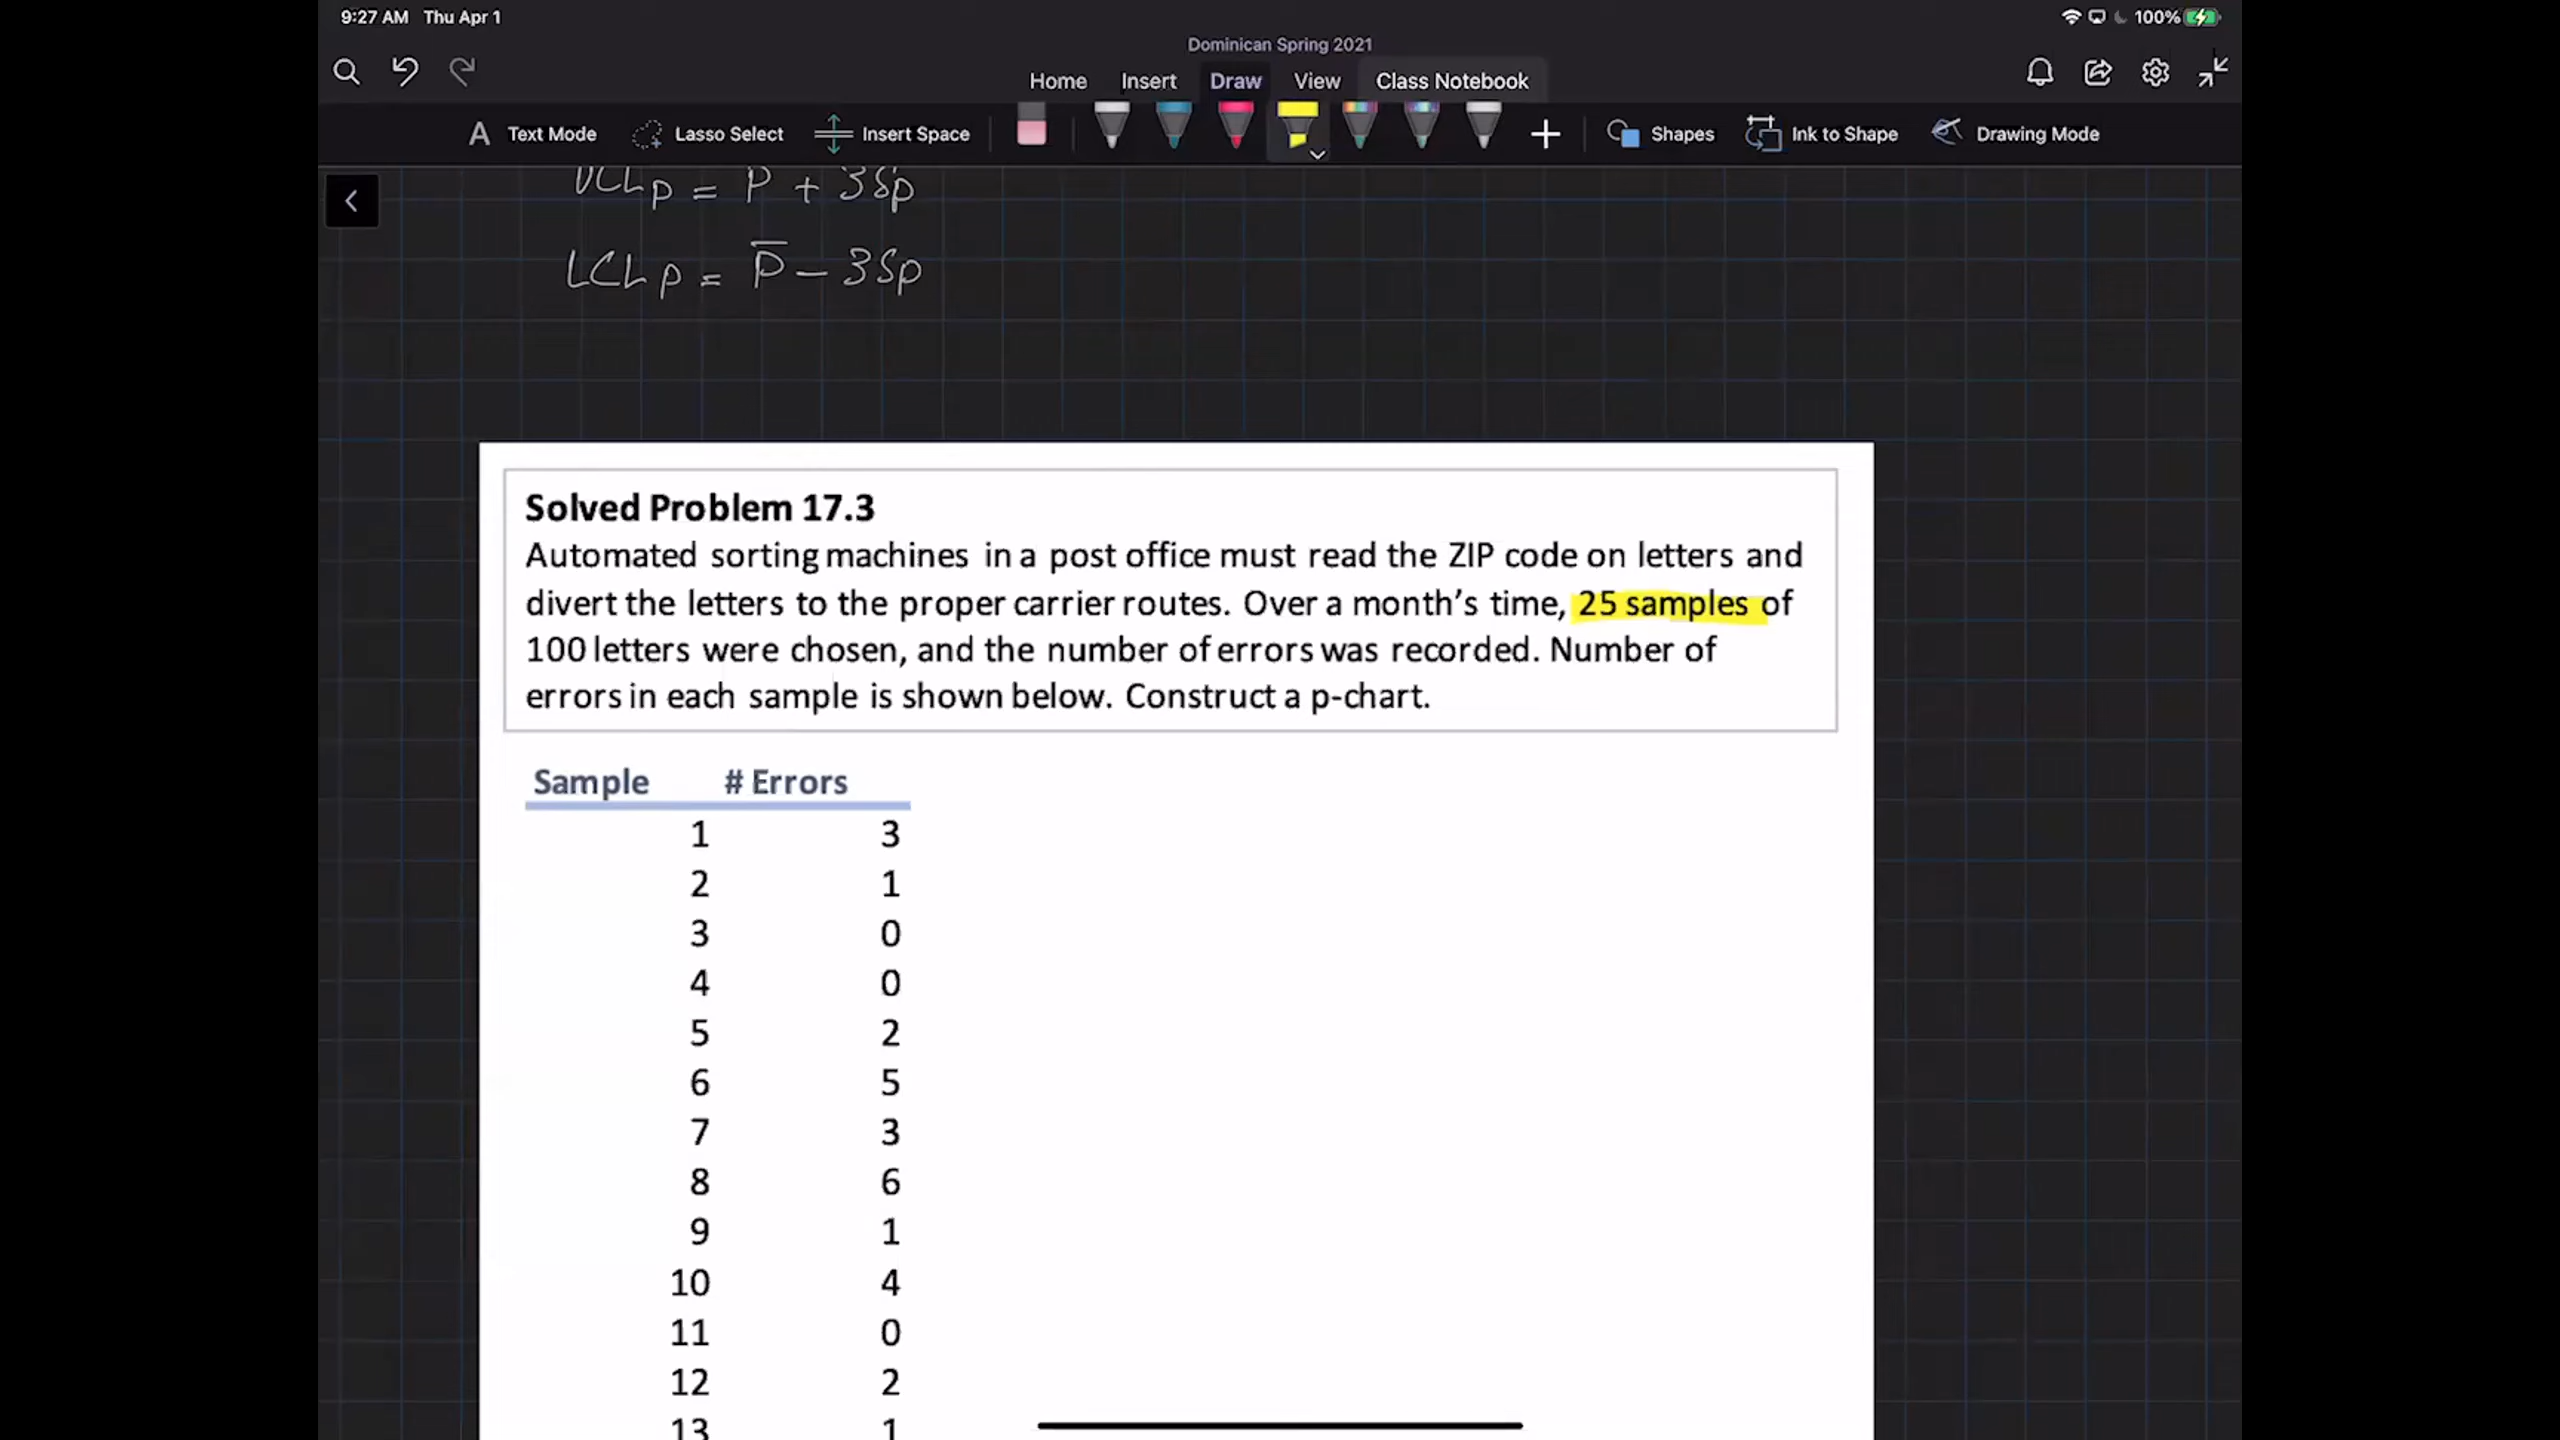 9:27 AM Thu Apr 1
100%
Dominican Spring 2021
Home Insert Draw View Class Notebook
A Text Mode Lasso Select Insert Space Shapes Ink to Shape Drawing Mode
UCLp = P + 3Sp
LCLp = P̅ − 3Sp
Solved Problem 17.3
Automated sorting machines in a post office must read the ZIP code on letters and
divert the letters to the proper carrier routes. Over a month's time, 25 samples of
100 letters were chosen, and the number of errors was recorded. Number of
errors in each sample is shown below. Construct a p-chart.
Sample # Errors
1 3
2 1
3 0
4 0
5 2
6 5
7 3
8 6
9 1
10 4
11 0
12 2
13 1